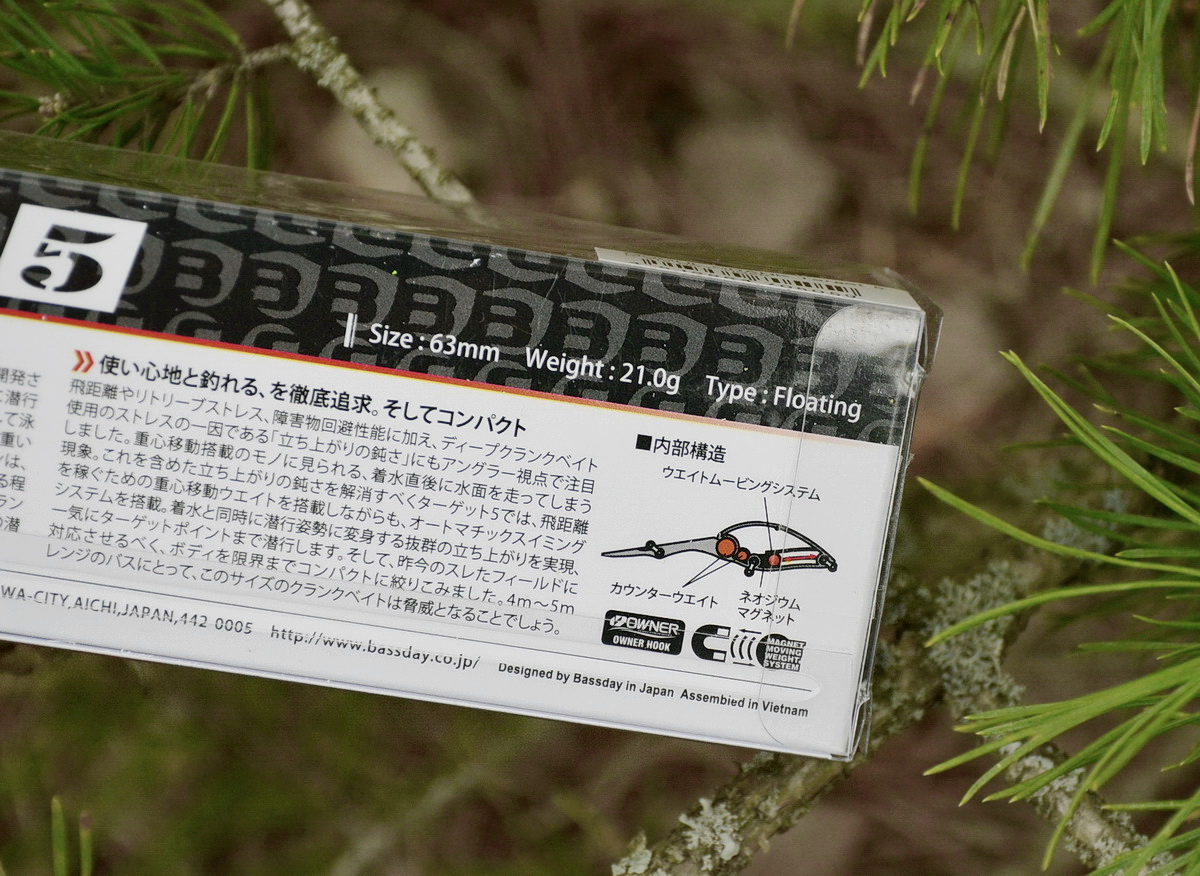 5
Size : 63mm Weight : 21.0g Type : Floating
使い心地と釣れる、を徹底追求。そしてコンパクト
飛距離やリトリーブストレス、障害物回避性能に加え、ディープクランクベイト
使用のストレスの一因である「立ち上がりの鈍さ」にもアングラー視点で注目
しました。重心移動搭載のモノに見られる、着水直後に水面を走ってしまう
現象。これを含めた立ち上がりの鈍さを解消すべくターゲット5では、飛距離
を稼ぐための重心移動ウエイトを搭載しながらも、オートマチックスイミング
システムを搭載。着水と同時に潜行姿勢に変身する抜群の立ち上がりを実現、
一気にターゲットポイントまで潜行します。そして、昨今のスレたフィールドに
対応させるべく、ボディを限界までコンパクトに絞りこみました。4m～5m
レンジのバスにとって、このサイズのクランクベイトは脅威となることでしょう。
開発さ
潜行
て泳
重い
ンは、
る程
ラン
潜
■内部構造
ウエイトムービングシステム
カウンターウエイト
ネオジウム
マグネット
OWNER
OWNER HOOK
MAGNET
MOVING
WEIGHT
SYSTEM
WA-CITY,AICHI,JAPAN,442-0005 http://www.bassday.co.jp/
Designed by Bassday in Japan Assembled in Vietnam